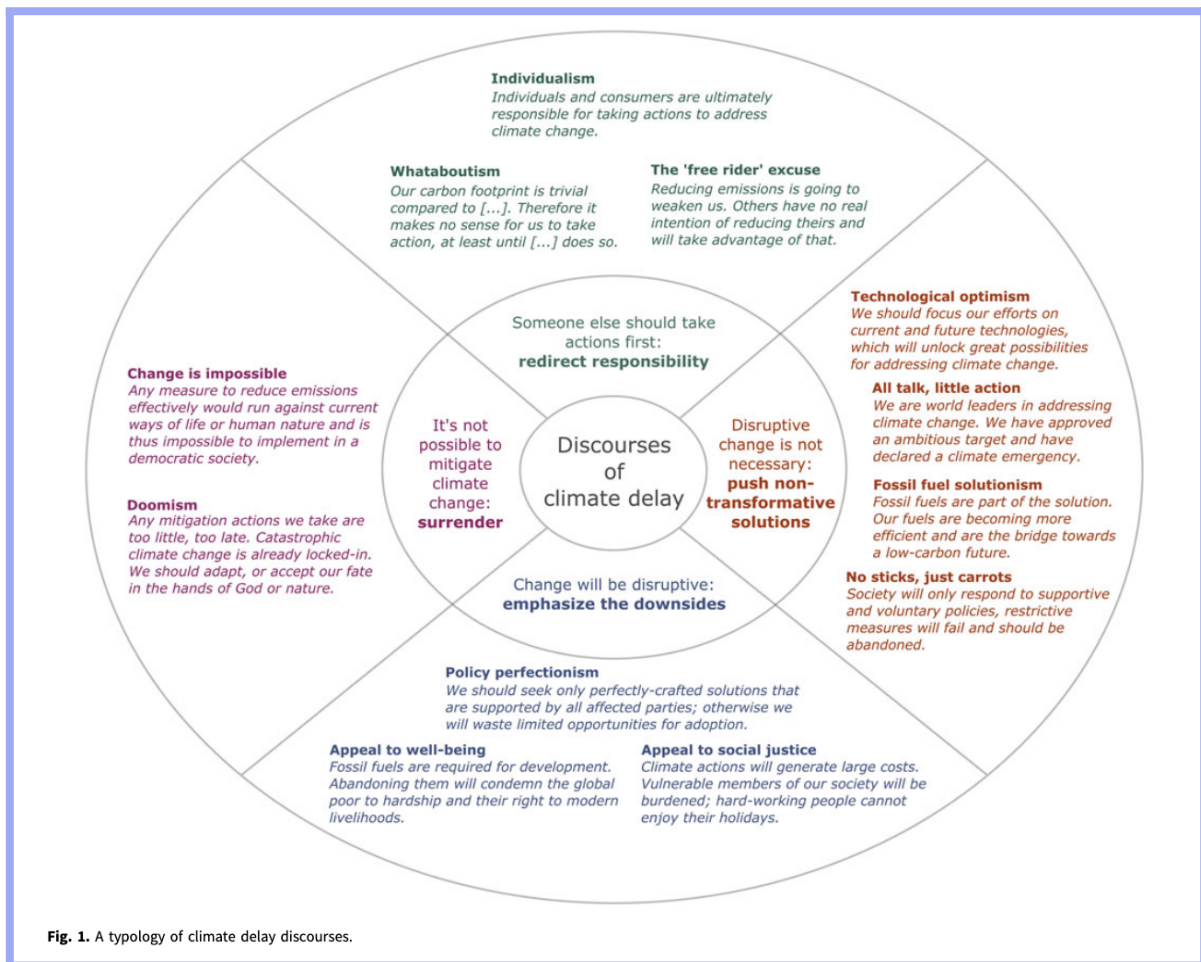 Individualism
Individuals and consumers are ultimately
responsible for taking actions to address
climate change.
Whataboutism
Our carbon footprint is trivial
compared to [...]. Therefore it
makes no sense for us to take
action, at least until [...] does so.
The 'free rider' excuse
Reducing emissions is going to
weaken us. Others have no real
intention of reducing theirs and
will take advantage of that.
Someone else should take
actions first:
redirect responsibility
Technological optimism
We should focus our efforts on
current and future technologies,
which will unlock great possibilities
for addressing climate change.
All talk, little action
We are world leaders in addressing
climate change. We have approved
an ambitious target and have
declared a climate emergency.
Fossil fuel solutionism
Fossil fuels are part of the solution.
Our fuels are becoming more
efficient and are the bridge towards
a low-carbon future.
No sticks, just carrots
Society will only respond to supportive
and voluntary policies, restrictive
measures will fail and should be
abandoned.
Change is impossible
Any measure to reduce emissions
effectively would run against current
ways of life or human nature and is
thus impossible to implement in a
democratic society.
Doomism
Any mitigation actions we take are
too little, too late. Catastrophic
climate change is already locked-in.
We should adapt, or accept our fate
in the hands of God or nature.
It's not
possible to
mitigate
climate
change:
surrender
Discourses
of
climate delay
Disruptive
change is not
necessary:
push non-
transformative
solutions
Change will be disruptive:
emphasize the downsides
Policy perfectionism
We should seek only perfectly-crafted solutions that
are supported by all affected parties; otherwise we
will waste limited opportunities for adoption.
Appeal to well-being
Fossil fuels are required for development.
Abandoning them will condemn the global
poor to hardship and their right to modern
livelihoods.
Appeal to social justice
Climate actions will generate large costs.
Vulnerable members of our society will be
burdened; hard-working people cannot
enjoy their holidays.
Fig. 1. A typology of climate delay discourses.